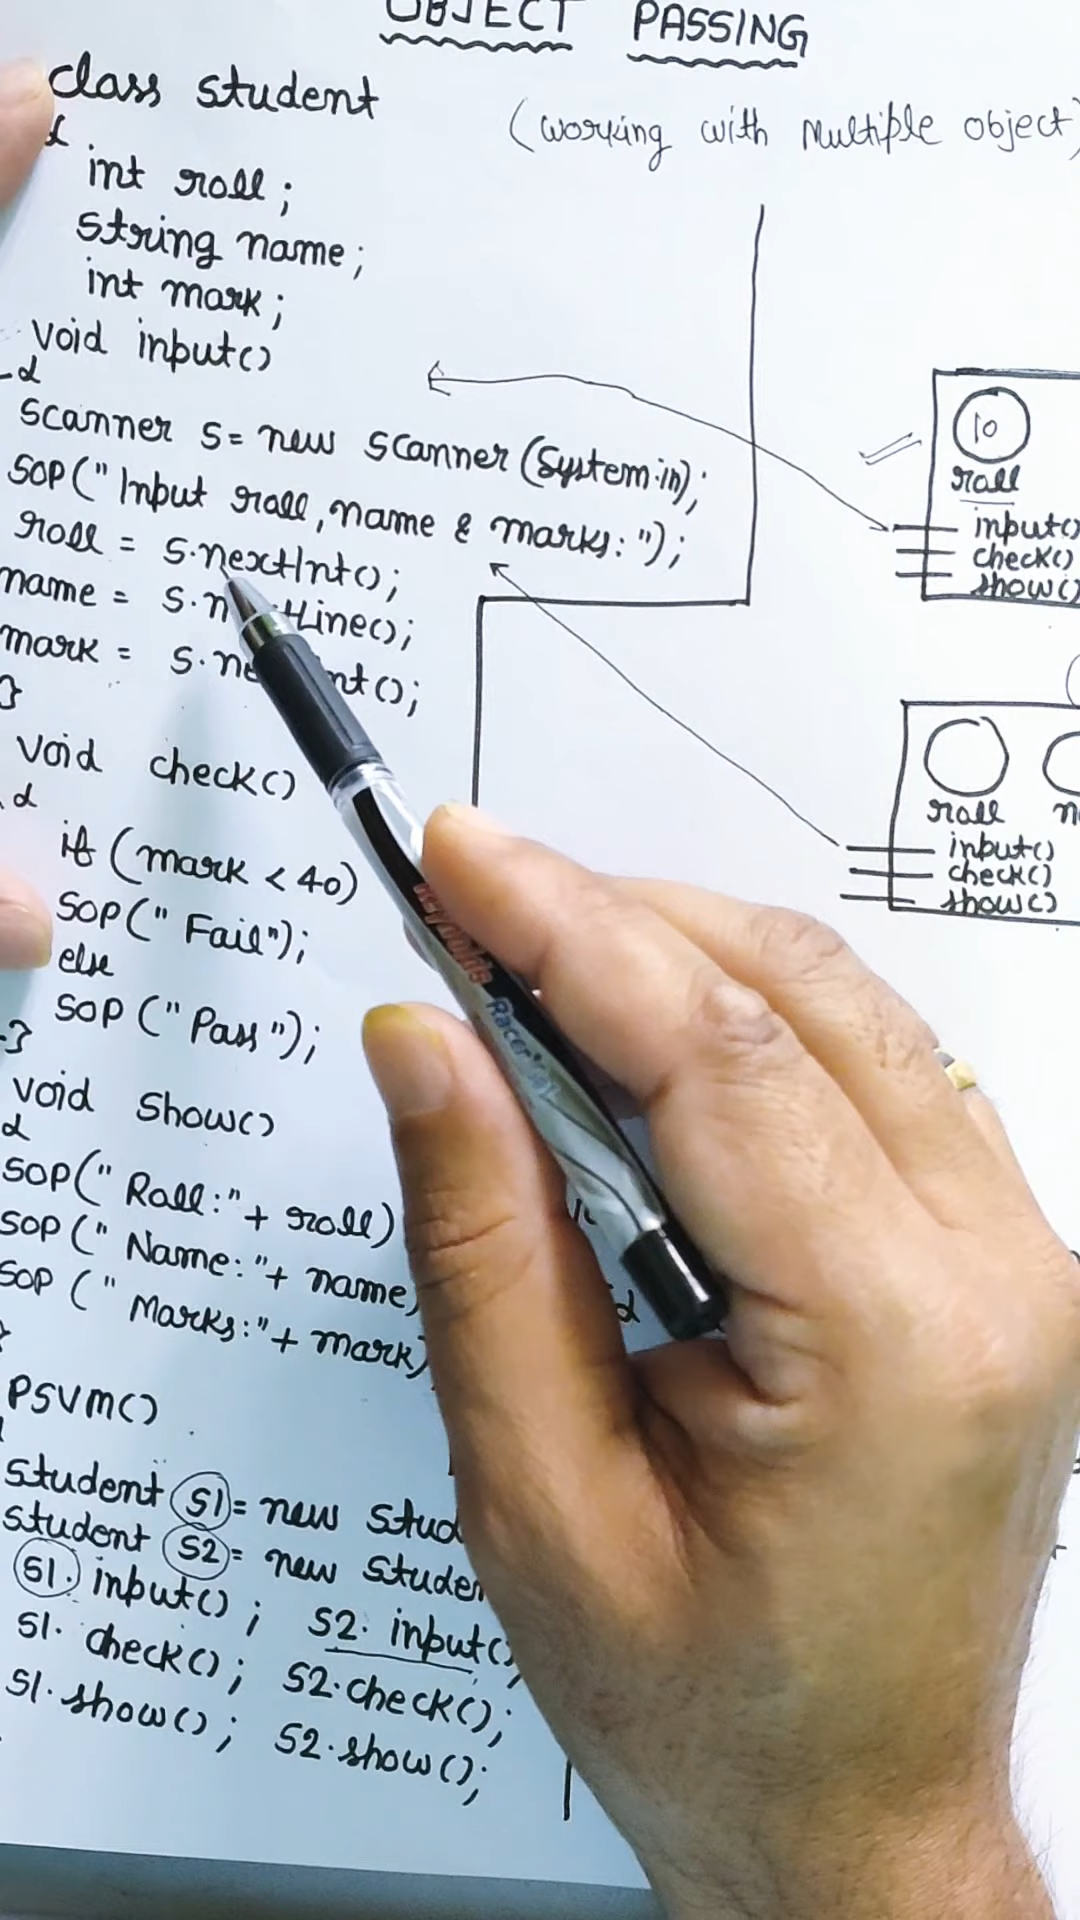 OBJECT PASSING
(working with Multiple object)
class student
{
int roll;
string name;
int mark;
void input()
{
scanner s= new scanner (System.in);
SOP(" Input roll, name & marks: ");
roll = s.nextInt();
name = s. Line();
mark = s. ();
}
void check()
{
if (mark < 40)
SOP(" Fail");
else
SOP (" Pass ");
}
void show()
{
SOP(" Roll:"+ roll)
SOP (" Name: "+ name)
SOP (" Marks:"+ mark)
}
PSVM()
student S1= new stud
student S2= new studen
S1. input(); S2. input()
S1. check(); S2.check();
S1.show(); S2.show();
10
roll
input()
check()
show()
roll
input()
check()
show()
Reynolds Racer